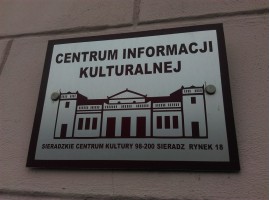 CENTRUM INFORMACJI
KULTURALNEJ
SIERADZKIE CENTRUM KULTURY 98-200 SIERADZ RYNEK 18